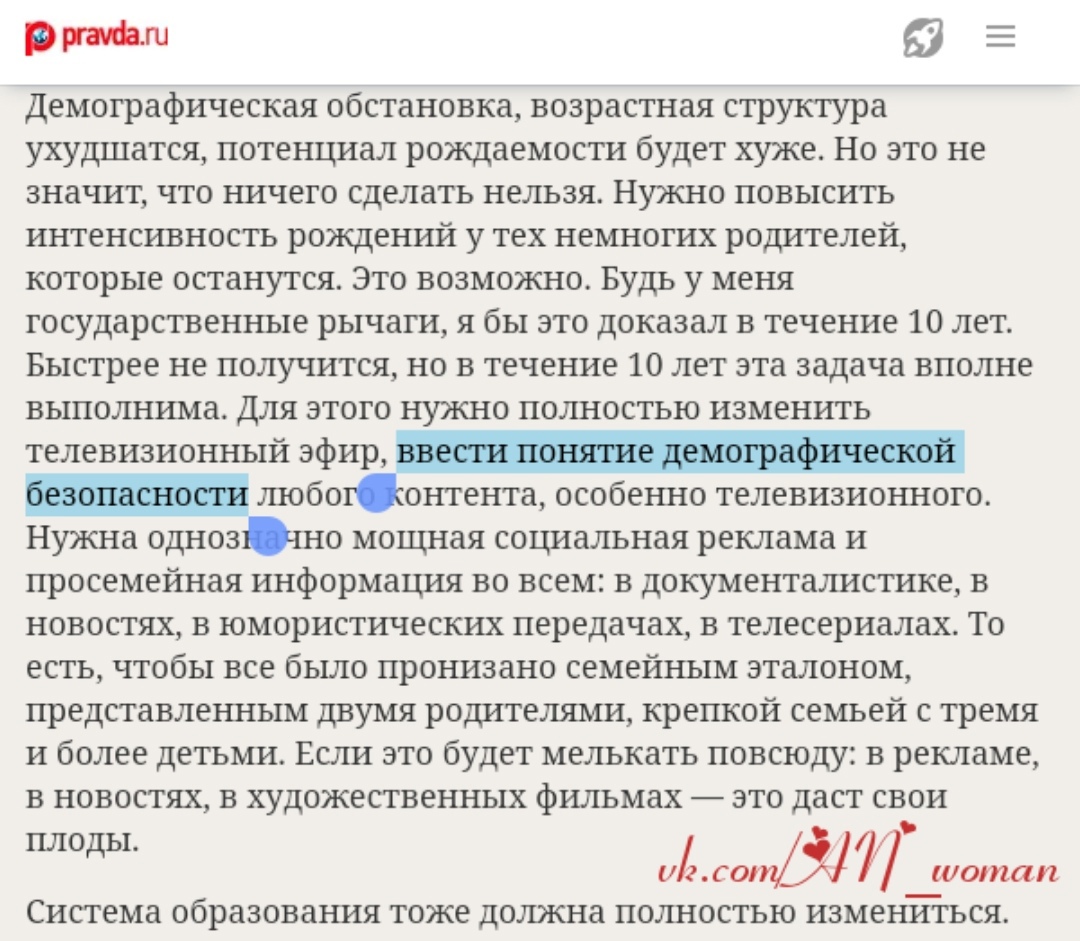 pravda.ru
Демографическая обстановка, возрастная структура
ухудшатся, потенциал рождаемости будет хуже. Но это не
значит, что ничего сделать нельзя. Нужно повысить
интенсивность рождений у тех немногих родителей,
которые останутся. Это возможно. Будь у меня
государственные рычаги, я бы это доказал в течение 10 лет.
Быстрее не получится, но в течение 10 лет эта задача вполне
выполнима. Для этого нужно полностью изменить
телевизионный эфир, ввести понятие демографической
безопасности любого контента, особенно телевизионного.
Нужна однозначно мощная социальная реклама и
просемейная информация во всем: в документалистике, в
новостях, в юмористических передачах, в телесериалах. То
есть, чтобы все было пронизано семейным эталоном,
представленным двумя родителями, крепкой семьей с тремя
и более детьми. Если это будет мелькать повсюду: в рекламе,
в новостях, в художественных фильмах — это даст свои
плоды.
vk.com/AN_woman
Система образования тоже должна полностью измениться.